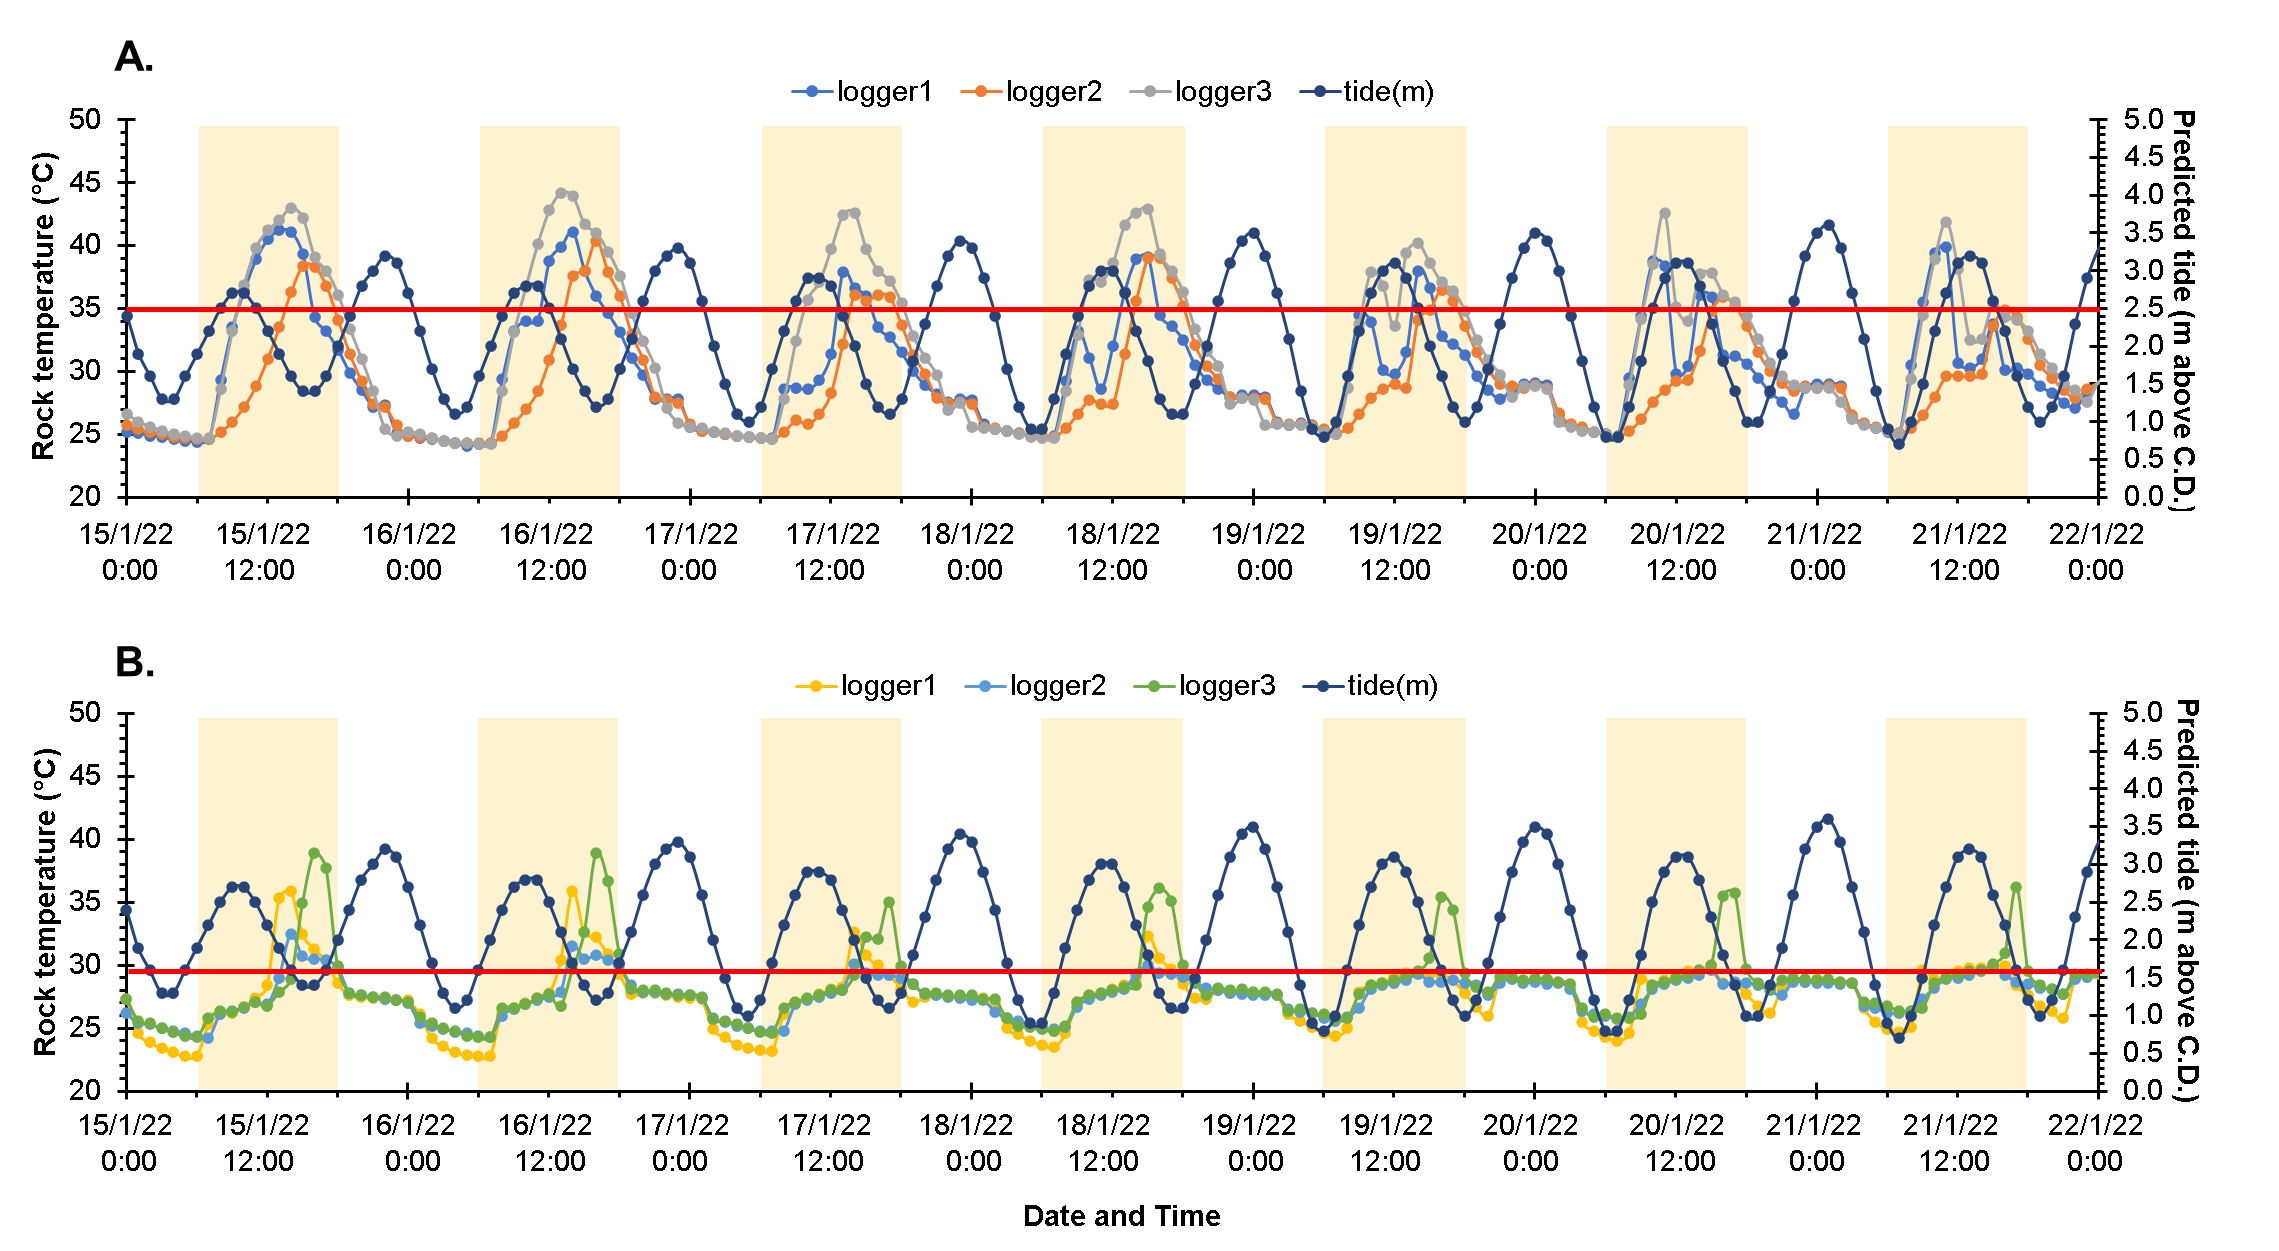 A.
logger1 logger2 logger3 tide(m)
Rock temperature (°C)
50
45
40
35
30
25
20
5.0
4.5
4.0
3.5
3.0
2.5
2.0
1.5
1.0
0.5
0.0
Predicted tide (m above C.D.)
15/1/22 15/1/22 16/1/22 16/1/22 17/1/22 17/1/22 18/1/22 18/1/22 19/1/22 19/1/22 20/1/22 20/1/22 21/1/22 21/1/22 22/1/22
0:00 12:00 0:00 12:00 0:00 12:00 0:00 12:00 0:00 12:00 0:00 12:00 0:00 12:00 0:00
B.
logger1 logger2 logger3 tide(m)
Rock temperature (°C)
50
45
40
35
30
25
20
5.0
4.5
4.0
3.5
3.0
2.5
2.0
1.5
1.0
0.5
0.0
Predicted tide (m above C.D.)
15/1/22 15/1/22 16/1/22 16/1/22 17/1/22 17/1/22 18/1/22 18/1/22 19/1/22 19/1/22 20/1/22 20/1/22 21/1/22 21/1/22 22/1/22
0:00 12:00 0:00 12:00 0:00 12:00 0:00 12:00 0:00 12:00 0:00 12:00 0:00 12:00 0:00
Date and Time